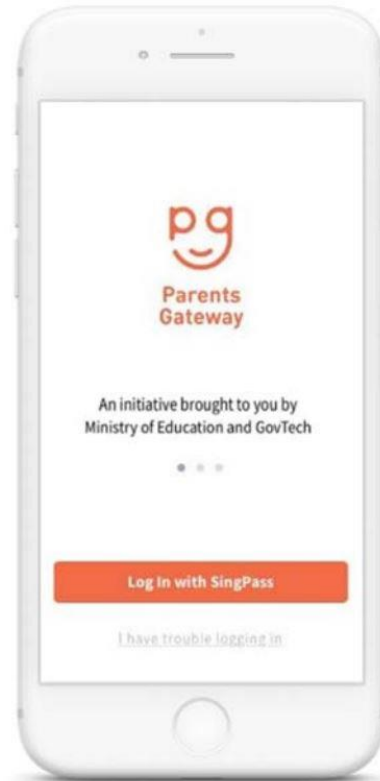 pg
Parents
Gateway
An initiative brought to you by
Ministry of Education and GovTech
Log In with SingPass
I have trouble logging in